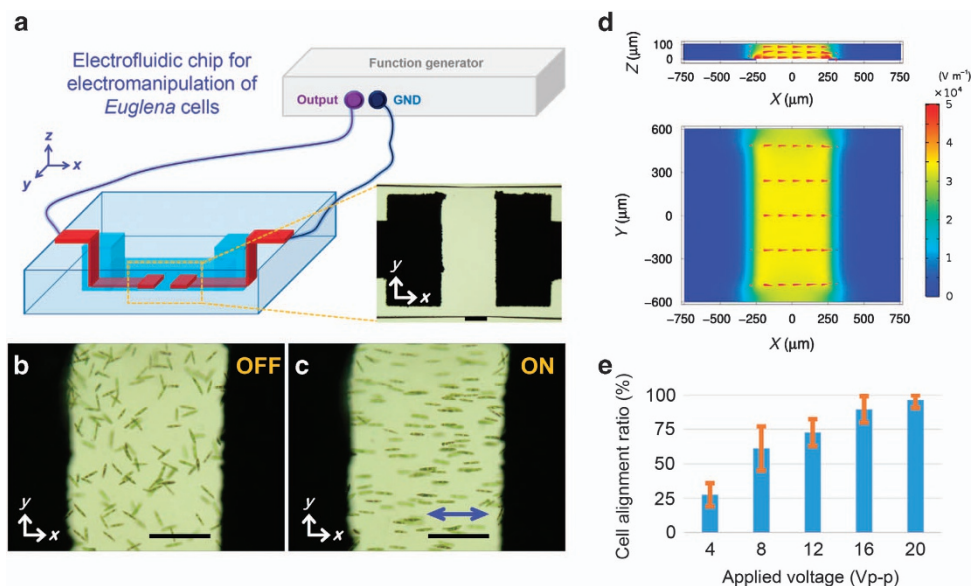 a
Electrofluidic chip for
electromanipulation of
Euglena cells
Function generator
Output
GND
z
x
y
y
x
b
OFF
y
x
c
ON
y
x
d
Z (μm)
100
0
−750 −500 −250 0 250 500 750
X (μm)
(V m⁻¹)
×10⁴
5
4
3
2
1
0
Y (μm)
600
300
0
−300
−600
−750 −500 −250 0 250 500 750
X (μm)
e
Cell alignment ratio (%)
100
75
50
25
0
4 8 12 16 20
Applied voltage (Vp-p)